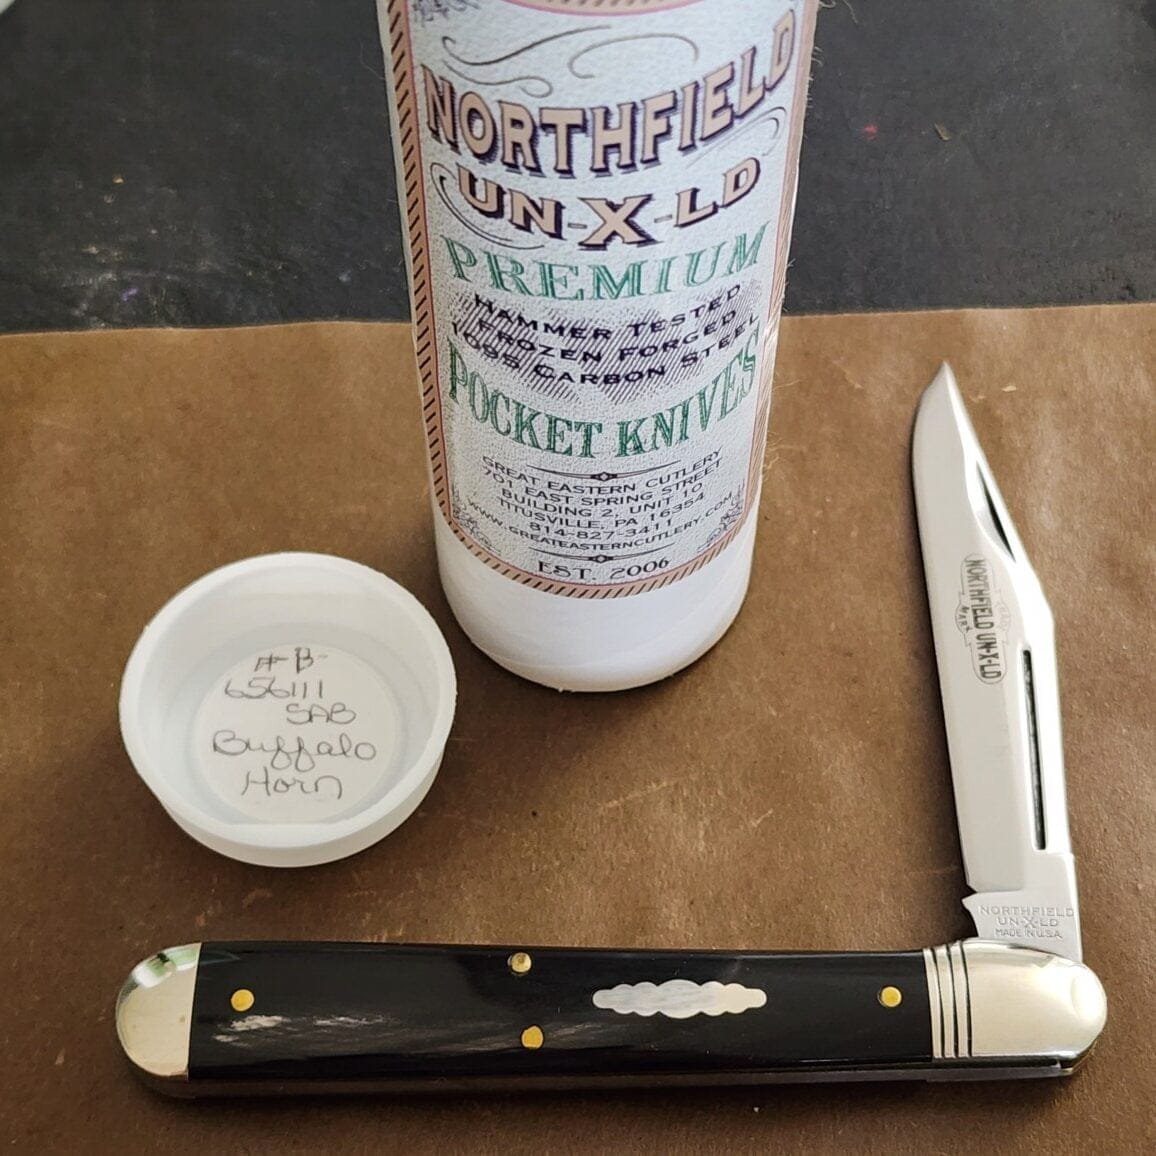 NORTHFIELD
UN-X-LD
PREMIUM
HAMMER TESTED
FROZEN FORGED
1095 CARBON STEEL
POCKET KNIVES
GREAT EASTERN CUTLERY
701 EAST SPRING STREET
BUILDING 2, UNIT 10
TITUSVILLE, PA 16354
814-827-3411
WWW.GREATEASTERNCUTLERY.COM
EST. 2006
#-B-
656111
SAB
Buffalo
Horn
TRADE
NORTHFIELD UN-X-LD
MARK
NORTHFIELD
UN-X-LD
MADE IN U.S.A.